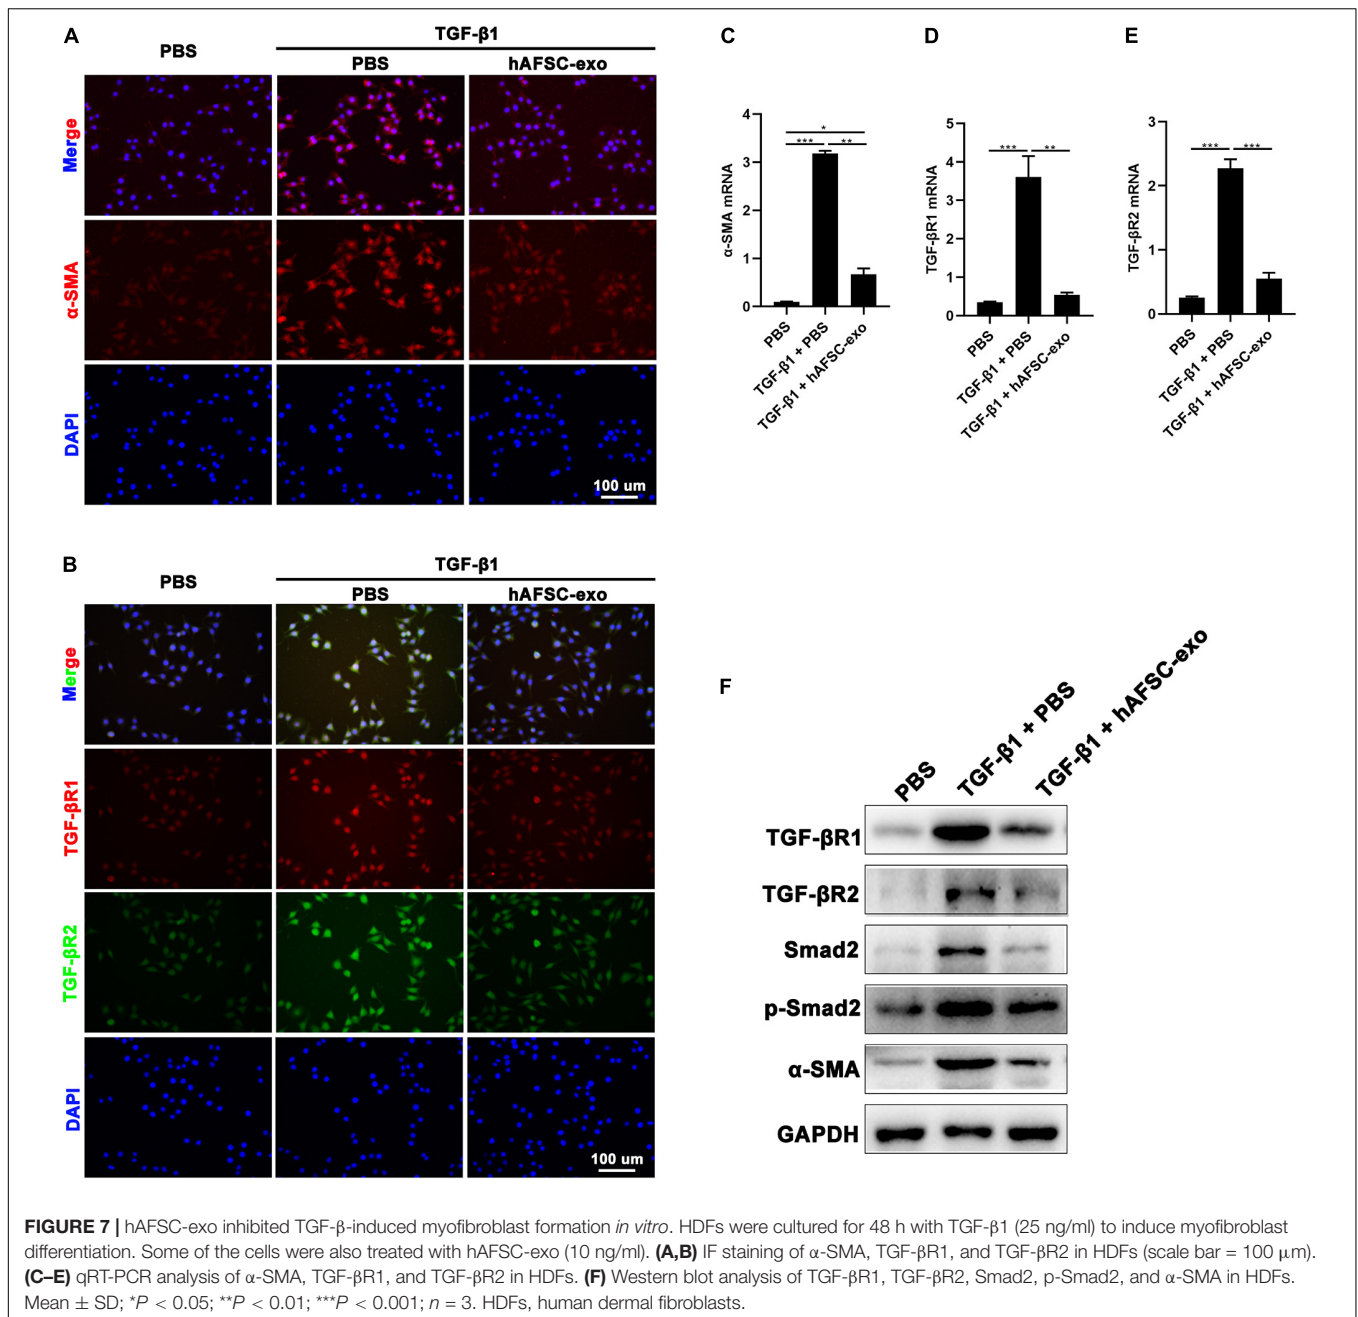 A
PBS
TGF-β1
PBS
hAFSC-exo
Merge
α-SMA
DAPI
100 um
B
PBS
TGF-β1
PBS
hAFSC-exo
Merge
TGF-βR1
TGF-βR2
DAPI
100 um
C
α-SMA mRNA
4
3
2
1
0
*
***
**
PBS
TGF-β1 + PBS
TGF-β1 + hAFSC-exo
D
TGF-βR1 mRNA
5
4
3
2
1
0
***
**
PBS
TGF-β1 + PBS
TGF-β1 + hAFSC-exo
E
TGF-βR2 mRNA
3
2
1
0
***
***
PBS
TGF-β1 + PBS
TGF-β1 + hAFSC-exo
F
PBS
TGF-β1 + PBS
TGF-β1 + hAFSC-exo
TGF-βR1
TGF-βR2
Smad2
p-Smad2
α-SMA
GAPDH
FIGURE 7 | hAFSC-exo inhibited TGF-β-induced myofibroblast formation in vitro. HDFs were cultured for 48 h with TGF-β1 (25 ng/ml) to induce myofibroblast
differentiation. Some of the cells were also treated with hAFSC-exo (10 ng/ml). (A,B) IF staining of α-SMA, TGF-βR1, and TGF-βR2 in HDFs (scale bar = 100 μm).
(C–E) qRT-PCR analysis of α-SMA, TGF-βR1, and TGF-βR2 in HDFs. (F) Western blot analysis of TGF-βR1, TGF-βR2, Smad2, p-Smad2, and α-SMA in HDFs.
Mean ± SD; *P < 0.05; **P < 0.01; ***P < 0.001; n = 3. HDFs, human dermal fibroblasts.